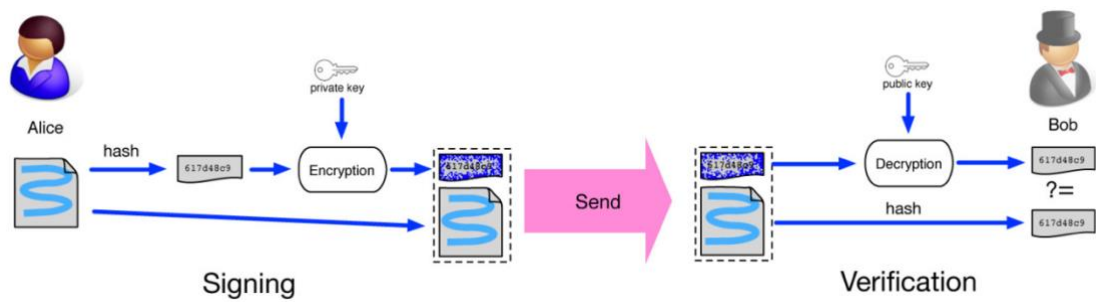 Alice
private key
hash
617d48c9
Encryption
617d48c9
Signing
Send
617d48c9
public key
Decryption
hash
Bob
617d48c9
?=
617d48c9
Verification